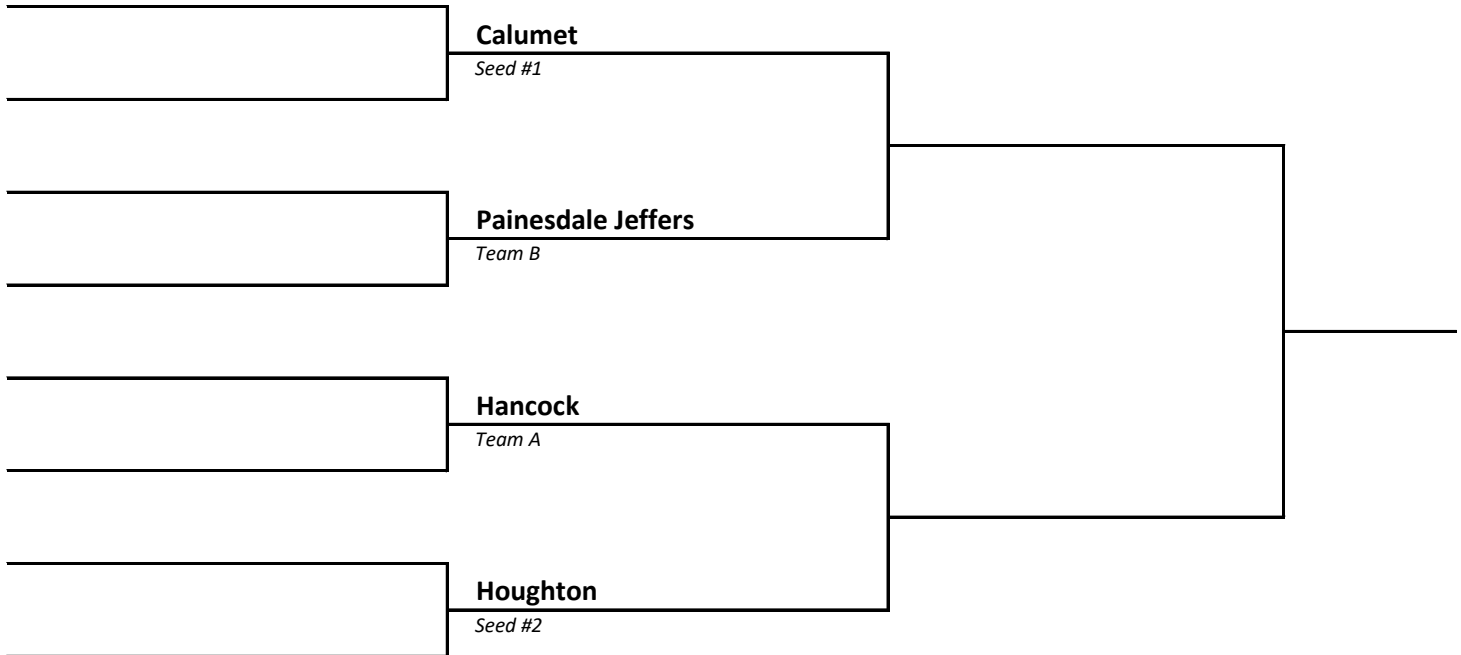 Calumet
Seed #1
Painesdale Jeffers
Team B
Hancock
Team A
Houghton
Seed #2